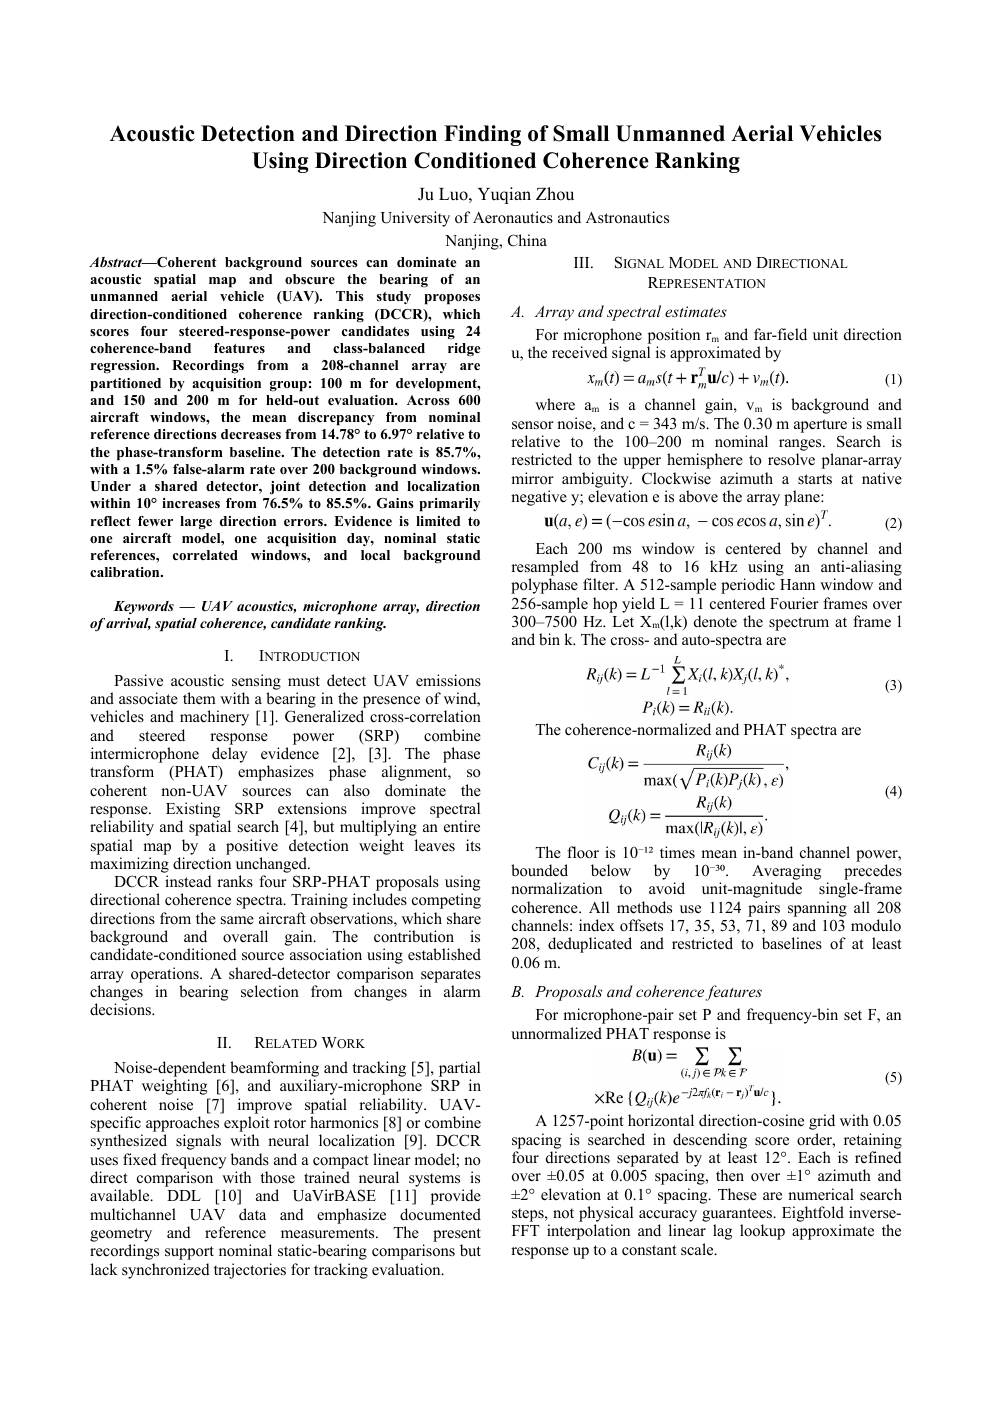 Acoustic Detection and Direction Finding of Small Unmanned Aerial Vehicles
Using Direction Conditioned Coherence Ranking
Ju Luo, Yuqian Zhou
Nanjing University of Aeronautics and Astronautics
Nanjing, China
Abstract—Coherent background sources can dominate an
acoustic spatial map and obscure the bearing of an
unmanned aerial vehicle (UAV). This study proposes
direction-conditioned coherence ranking (DCCR), which
scores four steered-response-power candidates using 24
coherence-band features and class-balanced ridge
regression. Recordings from a 208-channel array are
partitioned by acquisition group: 100 m for development,
and 150 and 200 m for held-out evaluation. Across 600
aircraft windows, the mean discrepancy from nominal
reference directions decreases from 14.78° to 6.97° relative to
the phase-transform baseline. The detection rate is 85.7%,
with a 1.5% false-alarm rate over 200 background windows.
Under a shared detector, joint detection and localization
within 10° increases from 76.5% to 85.5%. Gains primarily
reflect fewer large direction errors. Evidence is limited to
one aircraft model, one acquisition day, nominal static
references, correlated windows, and local background
calibration.
Keywords — UAV acoustics, microphone array, direction
of arrival, spatial coherence, candidate ranking.
I. INTRODUCTION
Passive acoustic sensing must detect UAV emissions
and associate them with a bearing in the presence of wind,
vehicles and machinery [1]. Generalized cross-correlation
and steered response power (SRP) combine
intermicrophone delay evidence [2], [3]. The phase
transform (PHAT) emphasizes phase alignment, so
coherent non-UAV sources can also dominate the
response. Existing SRP extensions improve spectral
reliability and spatial search [4], but multiplying an entire
spatial map by a positive detection weight leaves its
maximizing direction unchanged.
DCCR instead ranks four SRP-PHAT proposals using
directional coherence spectra. Training includes competing
directions from the same aircraft observations, which share
background and overall gain. The contribution is
candidate-conditioned source association using established
array operations. A shared-detector comparison separates
changes in bearing selection from changes in alarm
decisions.
II. RELATED WORK
Noise-dependent beamforming and tracking [5], partial
PHAT weighting [6], and auxiliary-microphone SRP in
coherent noise [7] improve spatial reliability. UAV-
specific approaches exploit rotor harmonics [8] or combine
synthesized signals with neural localization [9]. DCCR
uses fixed frequency bands and a compact linear model; no
direct comparison with those trained neural systems is
available. DDL [10] and UaVirBASE [11] provide
multichannel UAV data and emphasize documented
geometry and reference measurements. The present
recordings support nominal static-bearing comparisons but
lack synchronized trajectories for tracking evaluation.
III. SIGNAL MODEL AND DIRECTIONAL
REPRESENTATION
A. Array and spectral estimates
For microphone position rₘ and far-field unit direction
u, the received signal is approximated by
xₘ(t) = aₘs(t + rₘᵀu/c) + vₘ(t). (1)
where aₘ is a channel gain, vₘ is background and
sensor noise, and c = 343 m/s. The 0.30 m aperture is small
relative to the 100–200 m nominal ranges. Search is
restricted to the upper hemisphere to resolve planar-array
mirror ambiguity. Clockwise azimuth a starts at native
negative y; elevation e is above the array plane:
u(a, e) = (−cos e sin a, − cos e cos a, sin e)ᵀ. (2)
Each 200 ms window is centered by channel and
resampled from 48 to 16 kHz using an anti-aliasing
polyphase filter. A 512-sample periodic Hann window and
256-sample hop yield L = 11 centered Fourier frames over
300–7500 Hz. Let Xₘ(l,k) denote the spectrum at frame l
and bin k. The cross- and auto-spectra are
R_ij(k) = L⁻¹ ∑_{l=1}^{L} X_i(l, k)X_j(l, k)*, (3)
P_i(k) = R_ii(k).
The coherence-normalized and PHAT spectra are
C_ij(k) = R_ij(k) / max(√(P_i(k)P_j(k)), ε), (4)
Q_ij(k) = R_ij(k) / max(|R_ij(k)|, ε).
The floor is 10⁻¹² times mean in-band channel power,
bounded below by 10⁻³⁰. Averaging precedes
normalization to avoid unit-magnitude single-frame
coherence. All methods use 1124 pairs spanning all 208
channels: index offsets 17, 35, 53, 71, 89 and 103 modulo
208, deduplicated and restricted to baselines of at least
0.06 m.
B. Proposals and coherence features
For microphone-pair set P and frequency-bin set F, an
unnormalized PHAT response is
B(u) = ∑_{(i, j) ∈ P} ∑_{k ∈ F} (5)
×Re {Q_ij(k)e^{−j2πf_k(r_i − r_j)ᵀu/c}}.
A 1257-point horizontal direction-cosine grid with 0.05
spacing is searched in descending score order, retaining
four directions separated by at least 12°. Each is refined
over ±0.05 at 0.005 spacing, then over ±1° azimuth and
±2° elevation at 0.1° spacing. These are numerical search
steps, not physical accuracy guarantees. Eightfold inverse-
FFT interpolation and linear lag lookup approximate the
response up to a constant scale.